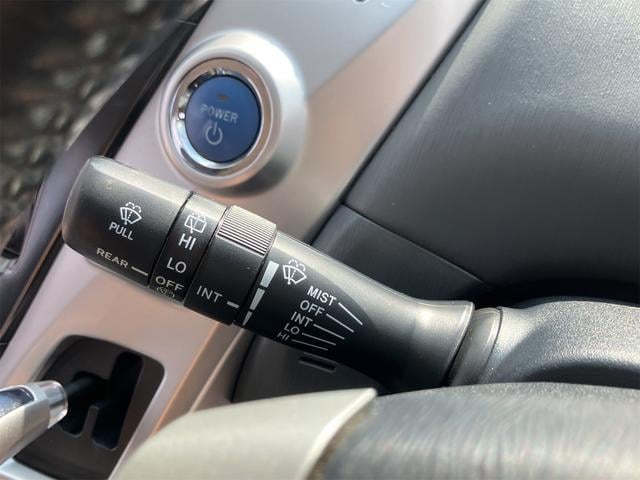 POWER
PULL
REAR
HI
LO
OFF
INT
MIST
OFF
INT
LO
HI